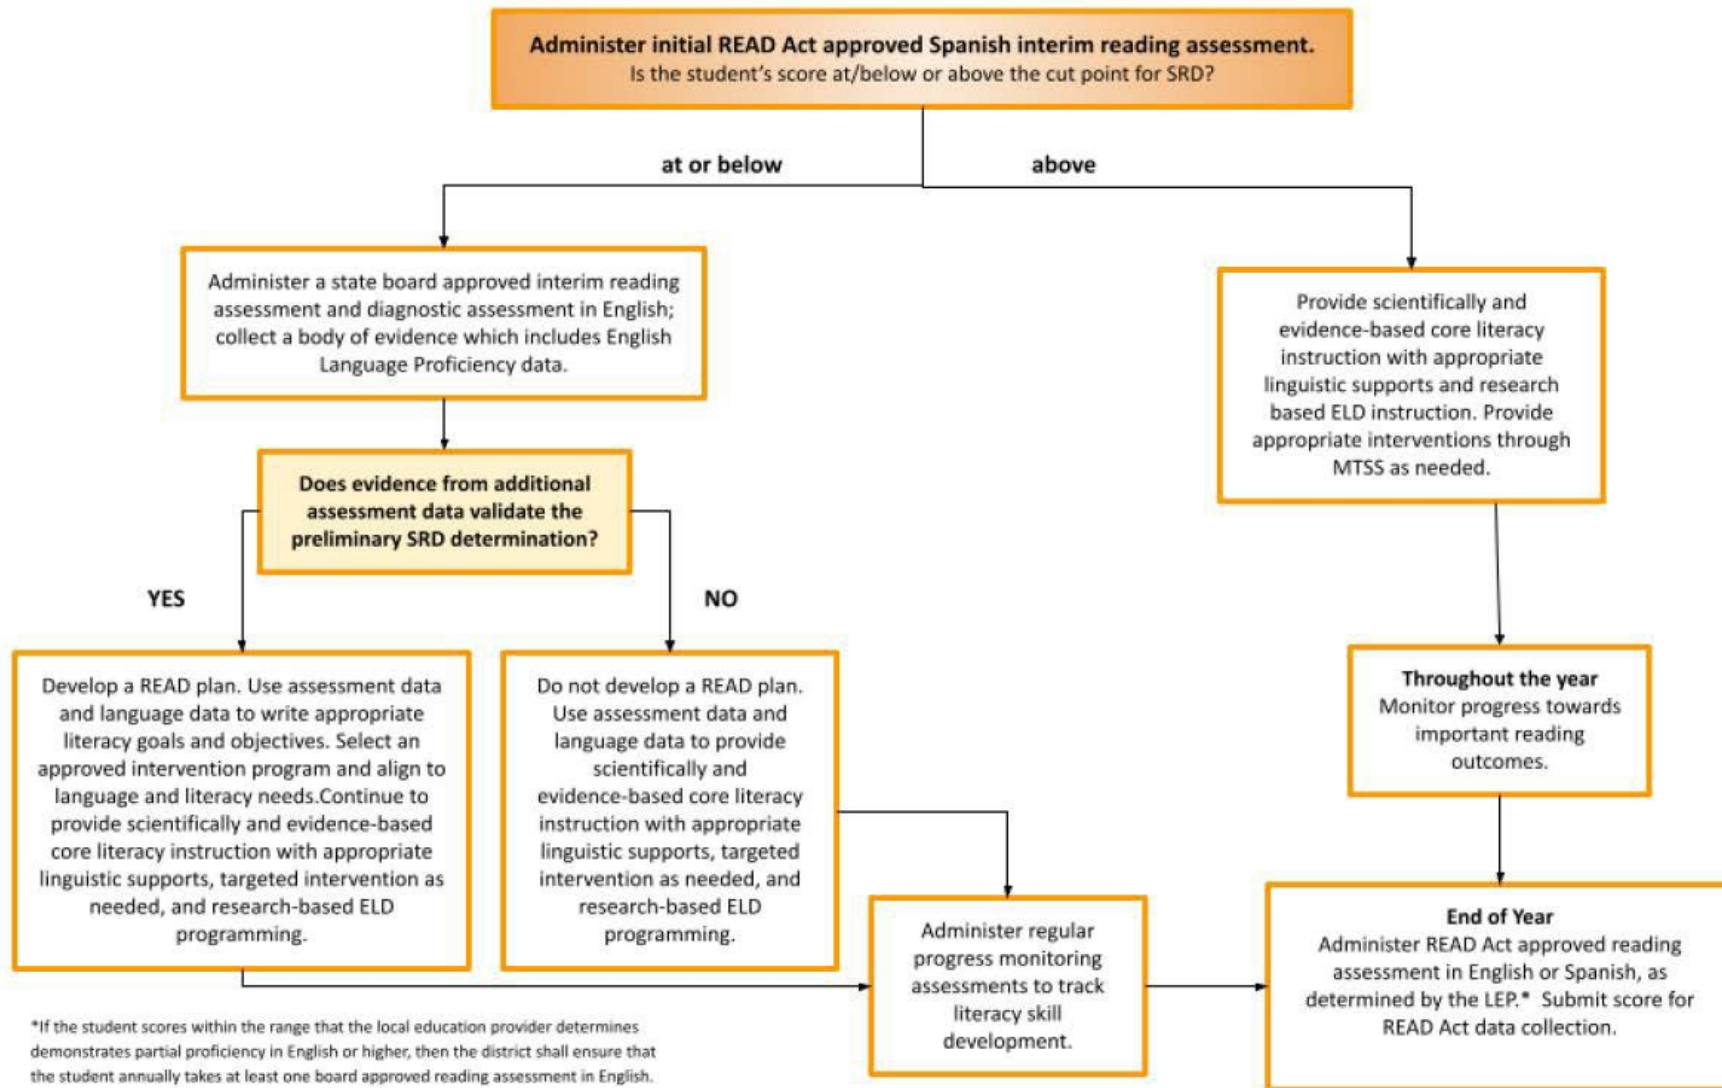 Administer initial READ Act approved Spanish interim reading assessment.
Is the student's score at/below or above the cut point for SRD?
at or below
above
Administer a state board approved interim reading
assessment and diagnostic assessment in English;
collect a body of evidence which includes English
Language Proficiency data.
Provide scientifically and
evidence-based core literacy
instruction with appropriate
linguistic supports and research
based ELD instruction. Provide
appropriate interventions through
MTSS as needed.
Does evidence from additional
assessment data validate the
preliminary SRD determination?
YES
NO
Develop a READ plan. Use assessment data
and language data to write appropriate
literacy goals and objectives. Select an
approved intervention program and align to
language and literacy needs.Continue to
provide scientifically and evidence-based
core literacy instruction with appropriate
linguistic supports, targeted intervention as
needed, and research-based ELD
programming.
Do not develop a READ plan.
Use assessment data and
language data to provide
scientifically and
evidence-based core literacy
instruction with appropriate
linguistic supports, targeted
intervention as needed, and
research-based ELD
programming.
Throughout the year
Monitor progress towards
important reading
outcomes.
Administer regular
progress monitoring
assessments to track
literacy skill
development.
End of Year
Administer READ Act approved reading
assessment in English or Spanish, as
determined by the LEP.* Submit score for
READ Act data collection.
*If the student scores within the range that the local education provider determines
demonstrates partial proficiency in English or higher, then the district shall ensure that
the student annually takes at least one board approved reading assessment in English.